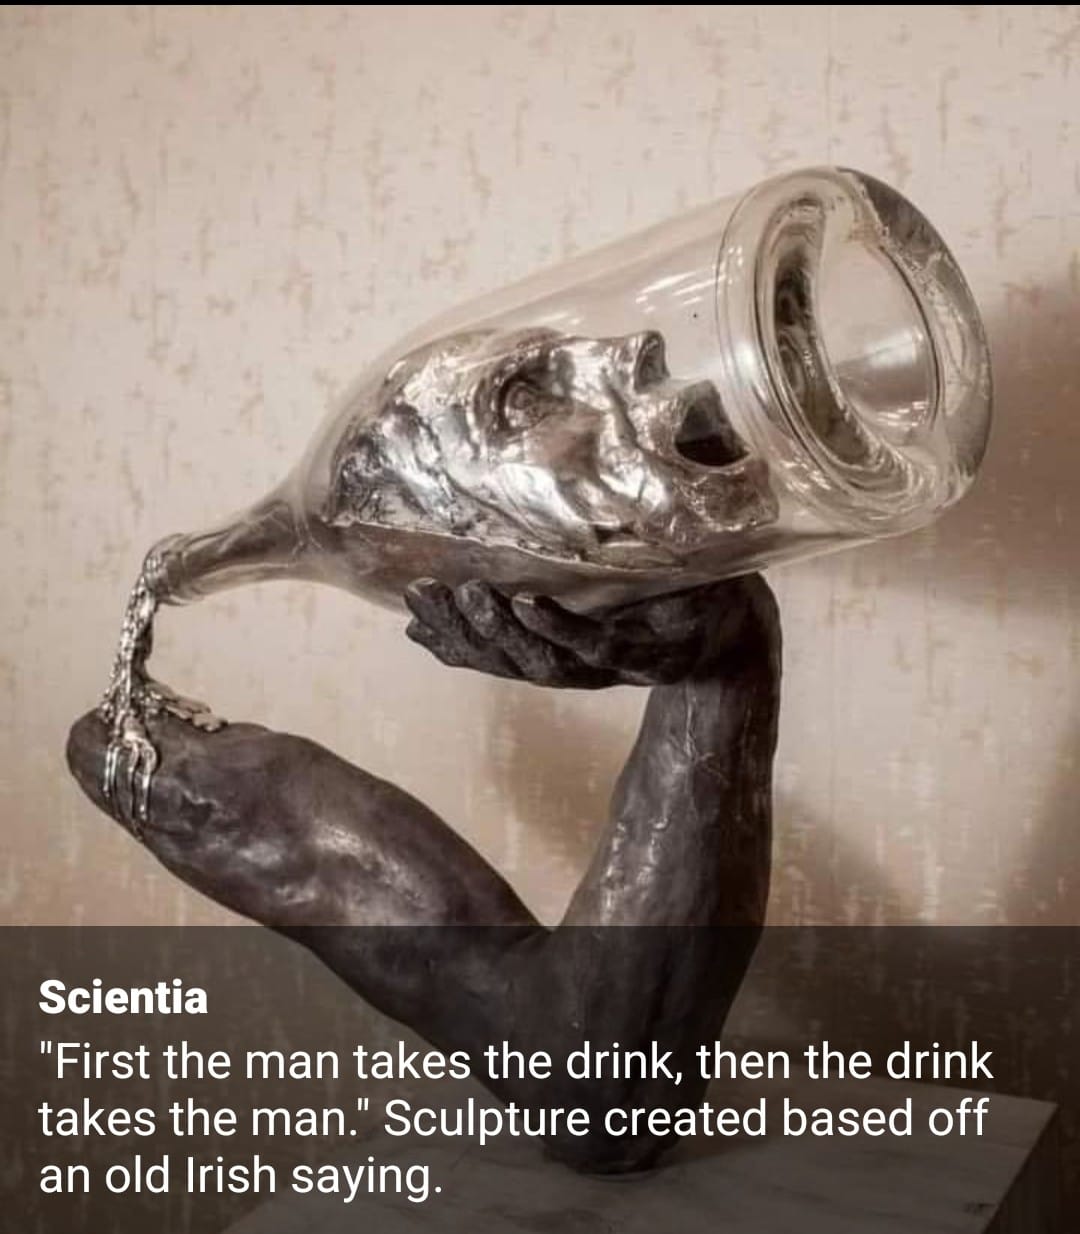 Scientia
"First the man takes the drink, then the drink
takes the man." Sculpture created based off
an old Irish saying.